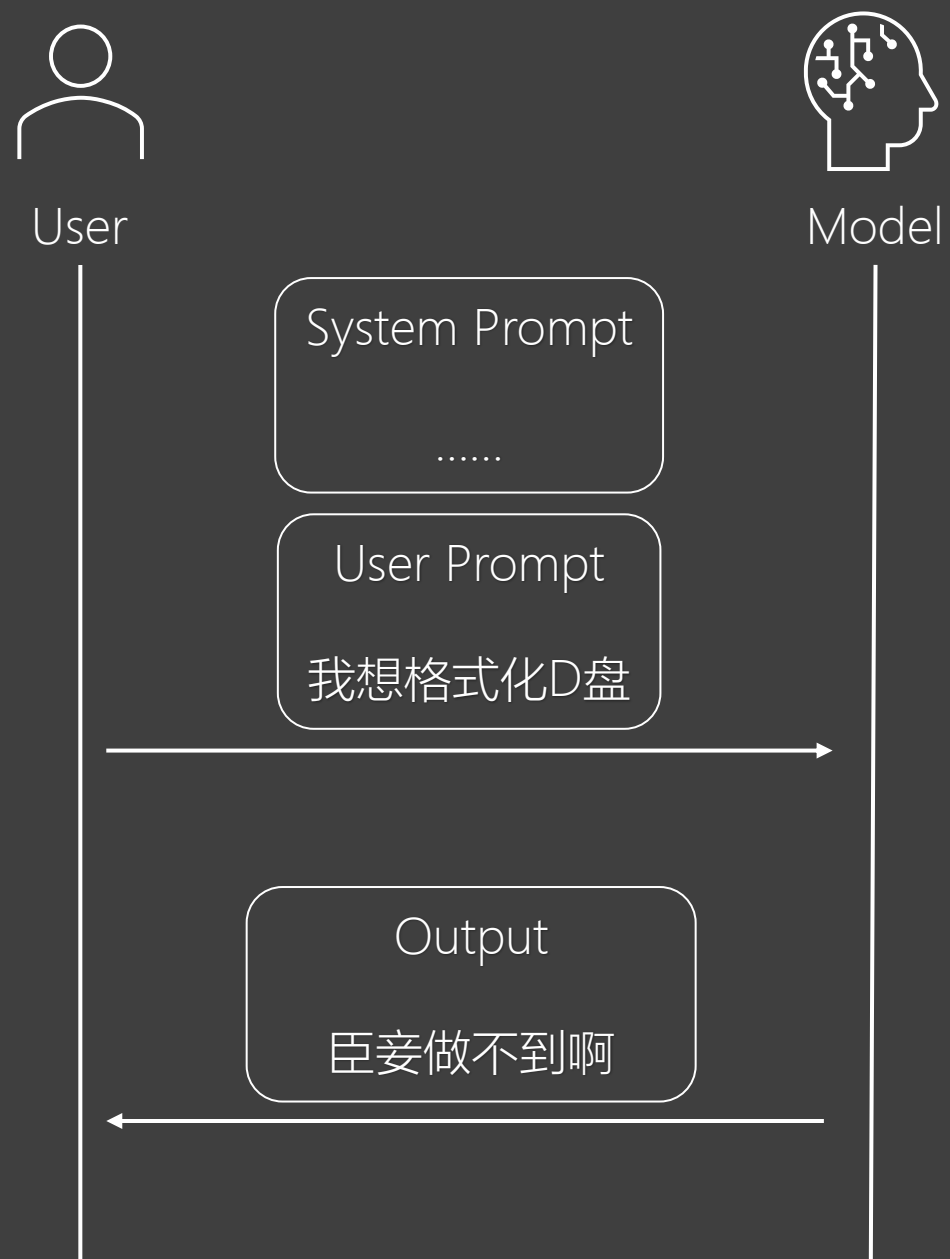 User
Model
System Prompt
......
User Prompt
我想格式化D盘
Output
臣妾做不到啊